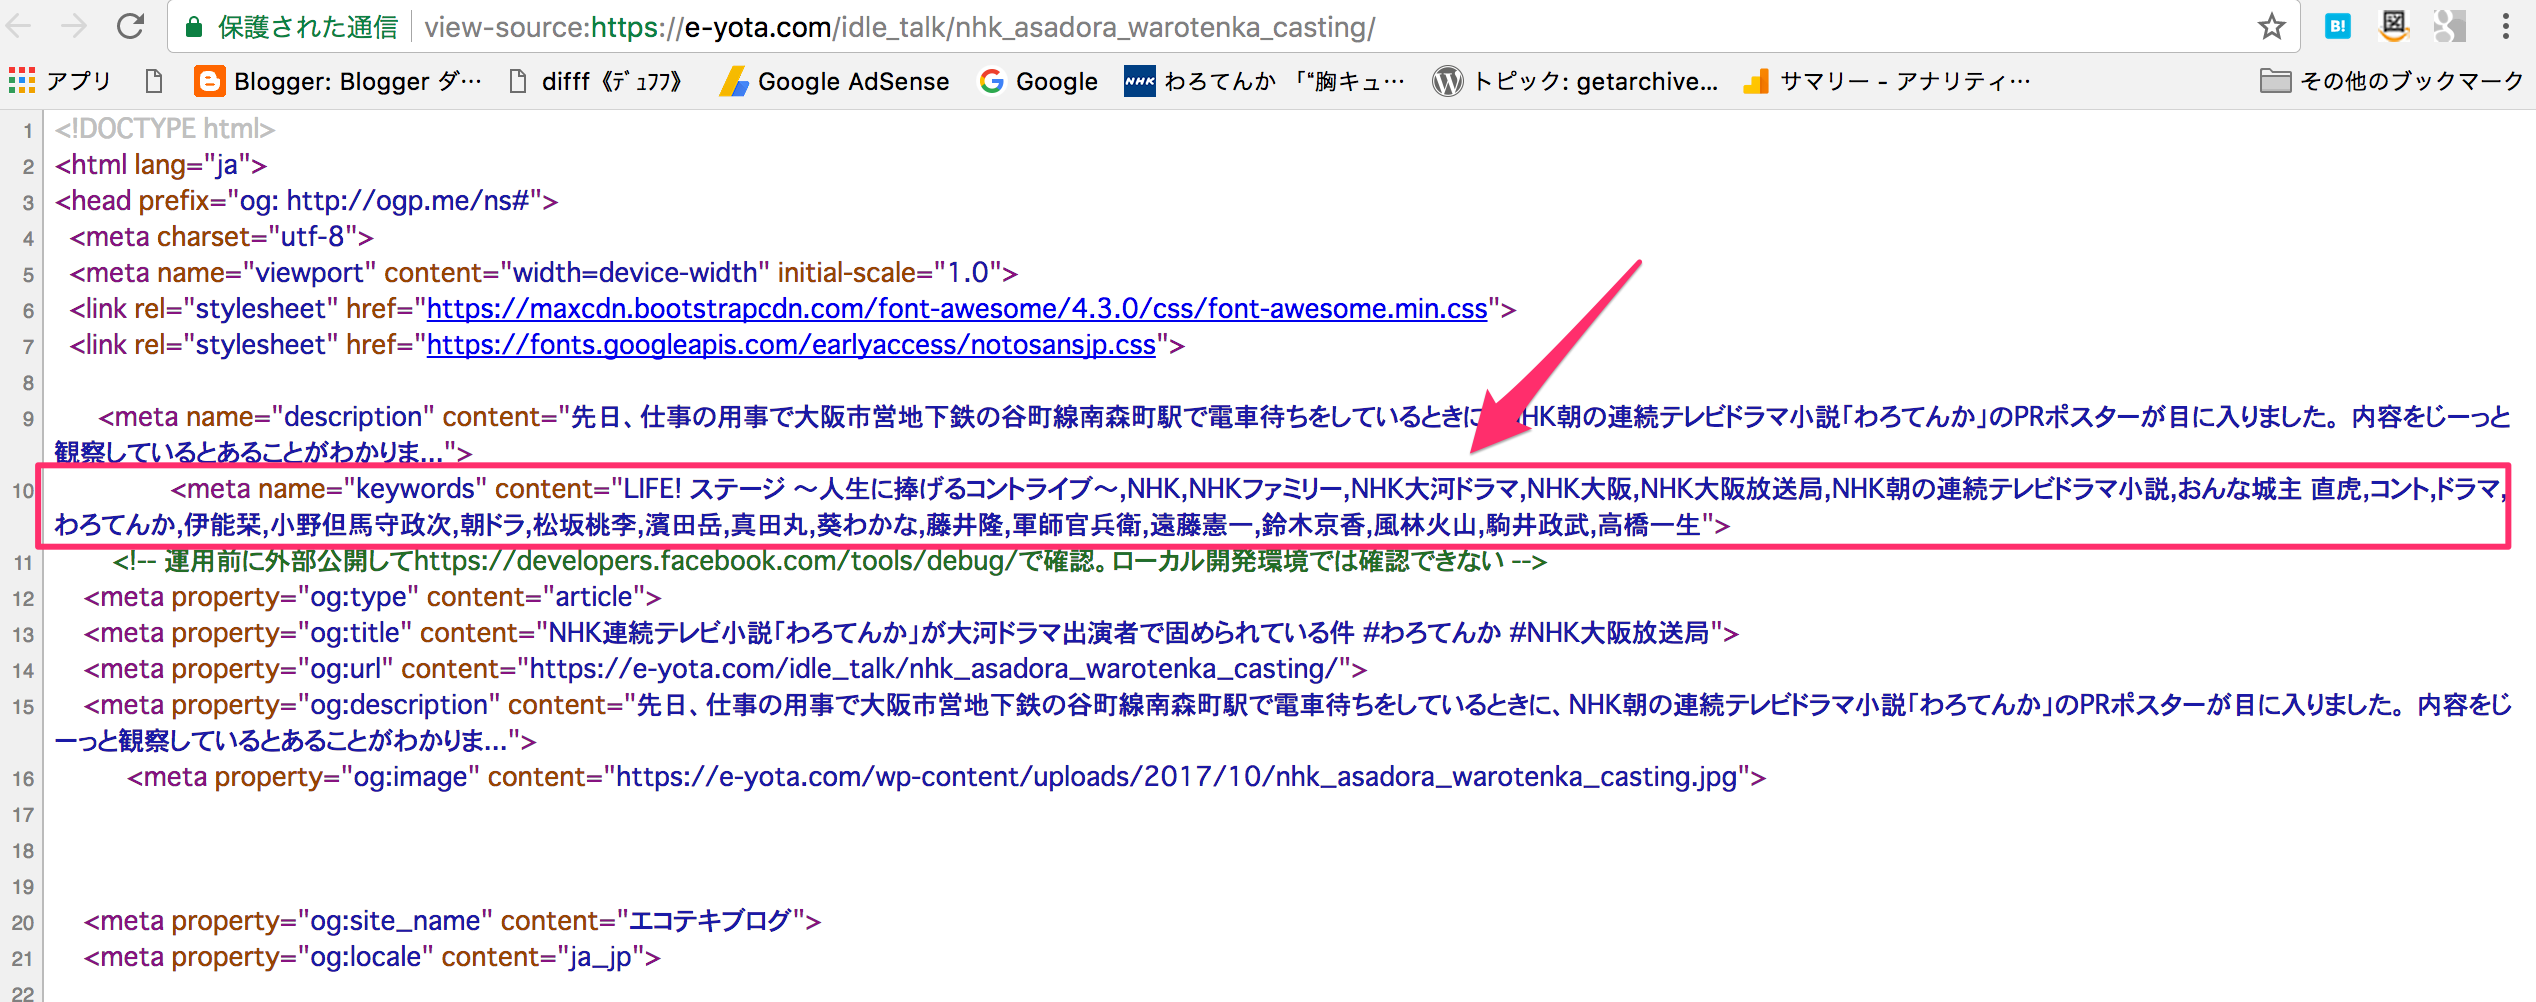 保護された通信 view-source:https://e-yota.com/idle_talk/nhk_asadora_warotenka_casting/
アプリ Blogger: Blogger ダ… difff《ﾃﾞｭﾌﾌ》 Google AdSense Google わろてんか 「“胸キュ… トピック: getarchive… サマリー - アナリティ… その他のブックマーク
1 <!DOCTYPE html>
2 <html lang="ja">
3 <head prefix="og: http://ogp.me/ns#">
4 <meta charset="utf-8">
5 <meta name="viewport" content="width=device-width" initial-scale="1.0">
6 <link rel="stylesheet" href="https://maxcdn.bootstrapcdn.com/font-awesome/4.3.0/css/font-awesome.min.css">
7 <link rel="stylesheet" href="https://fonts.googleapis.com/earlyaccess/notosansjp.css">
8
9 <meta name="description" content="先日、仕事の用事で大阪市営地下鉄の谷町線南森町駅で電車待ちをしているときに HK朝の連続テレビドラマ小説「わろてんか」のPRポスターが目に入りました。内容をじーっと
観察しているとあることがわかりま...">
10 <meta name="keywords" content="LIFE! ステージ 〜人生に捧げるコントライブ〜,NHK,NHKファミリー,NHK大河ドラマ,NHK大阪,NHK大阪放送局,NHK朝の連続テレビドラマ小説,おんな城主 直虎,コント,ドラマ,
わろてんか,伊能栞,小野但馬守政次,朝ドラ,松坂桃李,濱田岳,真田丸,葵わかな,藤井隆,軍師官兵衛,遠藤憲一,鈴木京香,風林火山,駒井政武,高橋一生">
11 <!-- 運用前に外部公開してhttps://developers.facebook.com/tools/debug/で確認。ローカル開発環境では確認できない -->
12 <meta property="og:type" content="article">
13 <meta property="og:title" content="NHK連続テレビ小説「わろてんか」が大河ドラマ出演者で固められている件 #わろてんか #NHK大阪放送局">
14 <meta property="og:url" content="https://e-yota.com/idle_talk/nhk_asadora_warotenka_casting/">
15 <meta property="og:description" content="先日、仕事の用事で大阪市営地下鉄の谷町線南森町駅で電車待ちをしているときに、NHK朝の連続テレビドラマ小説「わろてんか」のPRポスターが目に入りました。内容をじ
ーっと観察しているとあることがわかりま...">
16 <meta property="og:image" content="https://e-yota.com/wp-content/uploads/2017/10/nhk_asadora_warotenka_casting.jpg">
17
18
19
20 <meta property="og:site_name" content="エコテキブログ">
21 <meta property="og:locale" content="ja_jp">
22